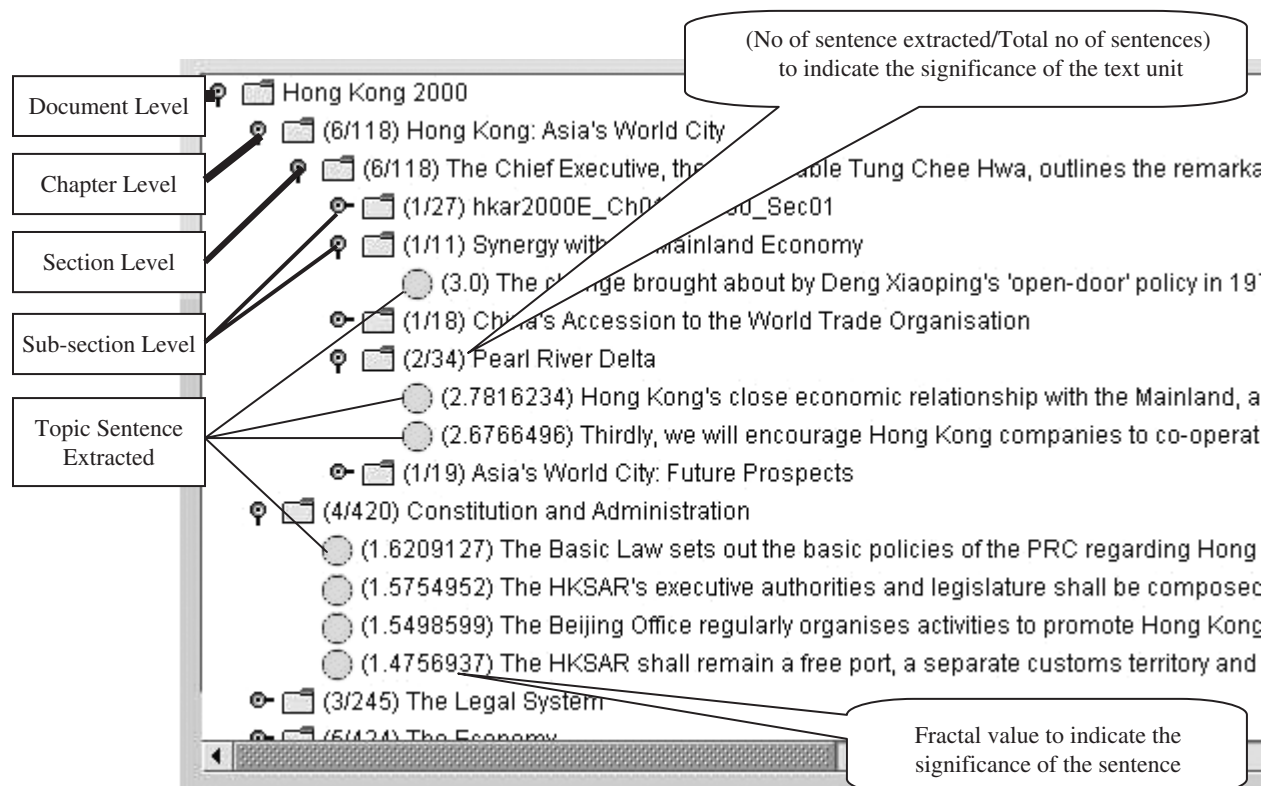 (No of sentence extracted/Total no of sentences)
to indicate the significance of the text unit
Document Level
Chapter Level
Section Level
Sub-section Level
Topic Sentence
Extracted
Hong Kong 2000
(6/118) Hong Kong: Asia's World City
(6/118) The Chief Executive, the able Tung Chee Hwa, outlines the remarka
(1/27) hkar2000E_Ch0 00_Sec01
(1/11) Synergy with Mainland Economy
(3.0) The change brought about by Deng Xiaoping's 'open-door' policy in 197
(1/18) China's Accession to the World Trade Organisation
(2/34) Pearl River Delta
(2.7816234) Hong Kong's close economic relationship with the Mainland, a
(2.6766496) Thirdly, we will encourage Hong Kong companies to co-operat
(1/19) Asia's World City: Future Prospects
(4/420) Constitution and Administration
(1.6209127) The Basic Law sets out the basic policies of the PRC regarding Hong
(1.5754952) The HKSAR's executive authorities and legislature shall be composed
(1.5498599) The Beijing Office regularly organises activities to promote Hong Kong
(1.4756937) The HKSAR shall remain a free port, a separate customs territory and
(3/245) The Legal System
(5/424) The Economy
Fractal value to indicate the
significance of the sentence